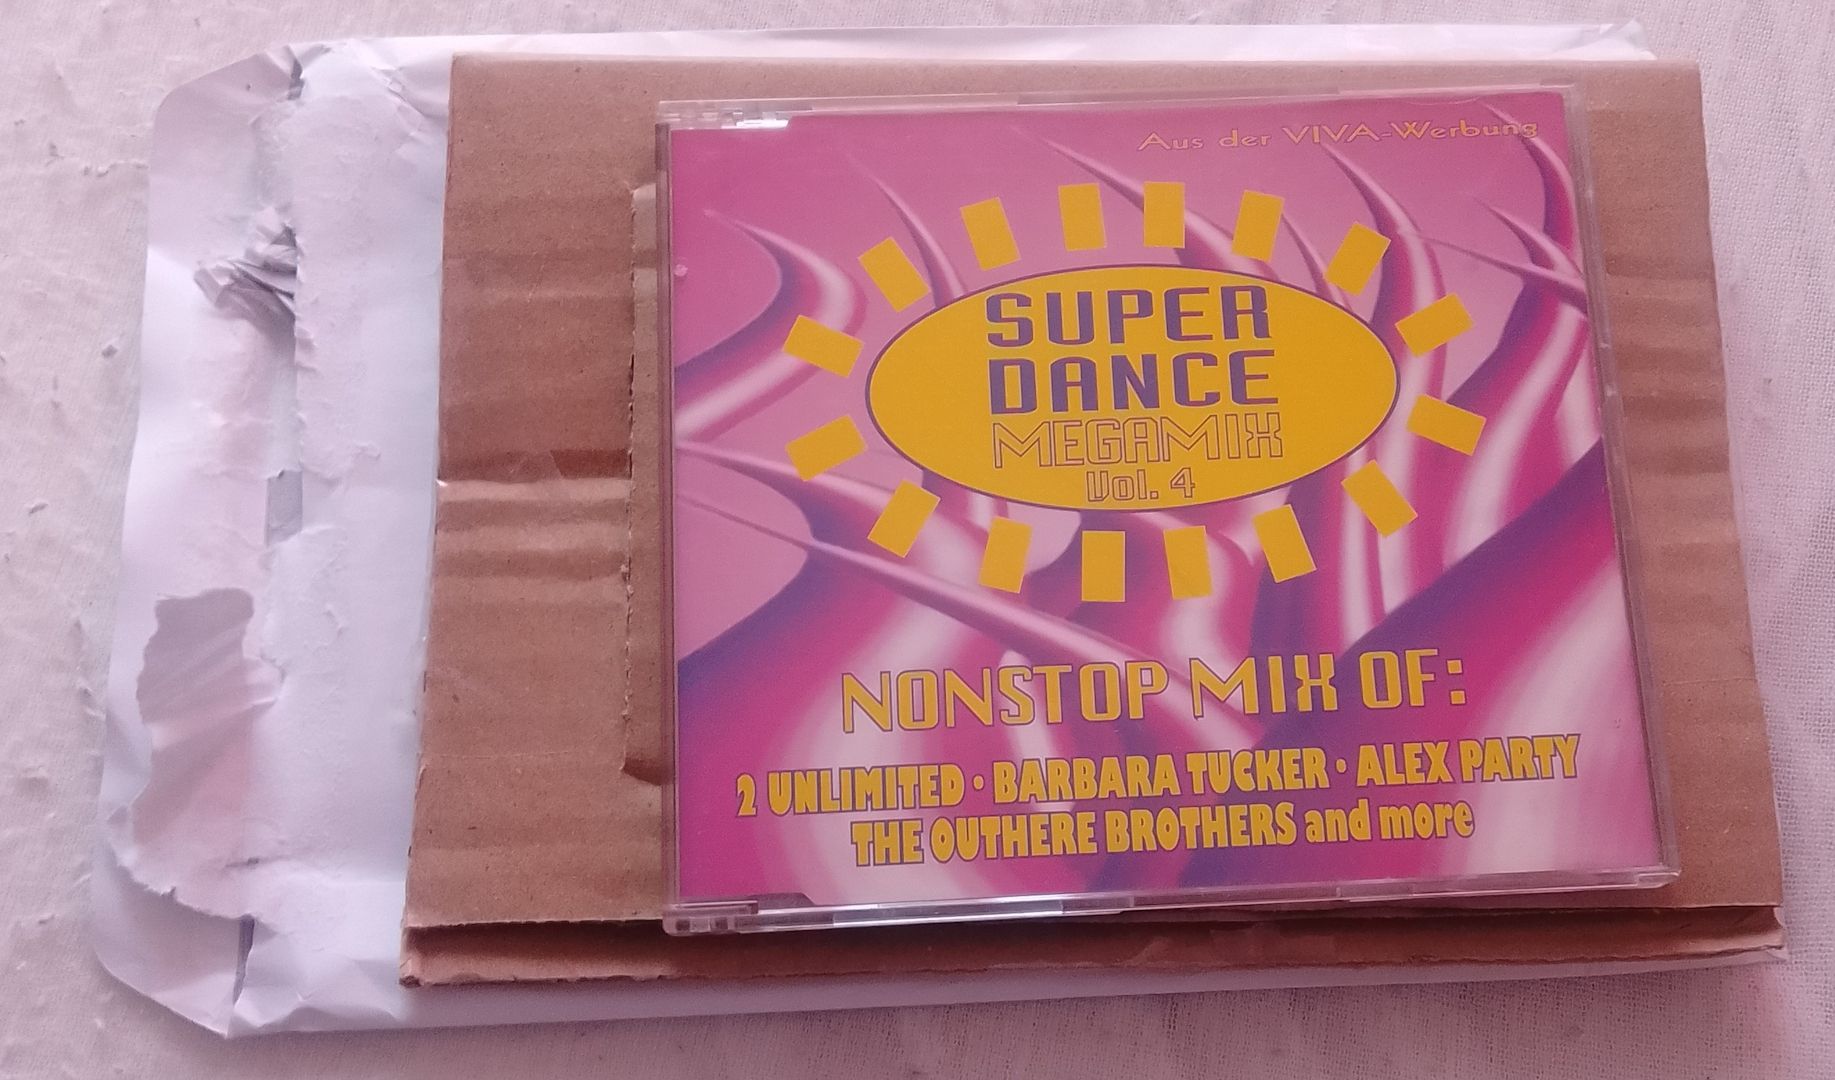 Aus der VIVA-Werbung
SUPER
DANCE
MEGAMIX
Vol. 4
NONSTOP MIX OF:
2 UNLIMITED • BARBARA TUCKER • ALEX PARTY
THE OUTHERE BROTHERS and more